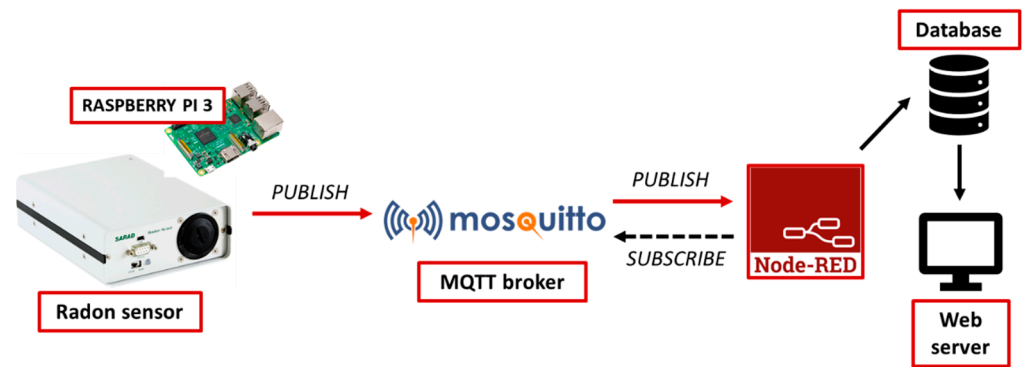 RASPBERRY PI 3
SARAD
Radon sensor
PUBLISH
mosquitto
MQTT broker
PUBLISH
SUBSCRIBE
Node-RED
Database
Web
server